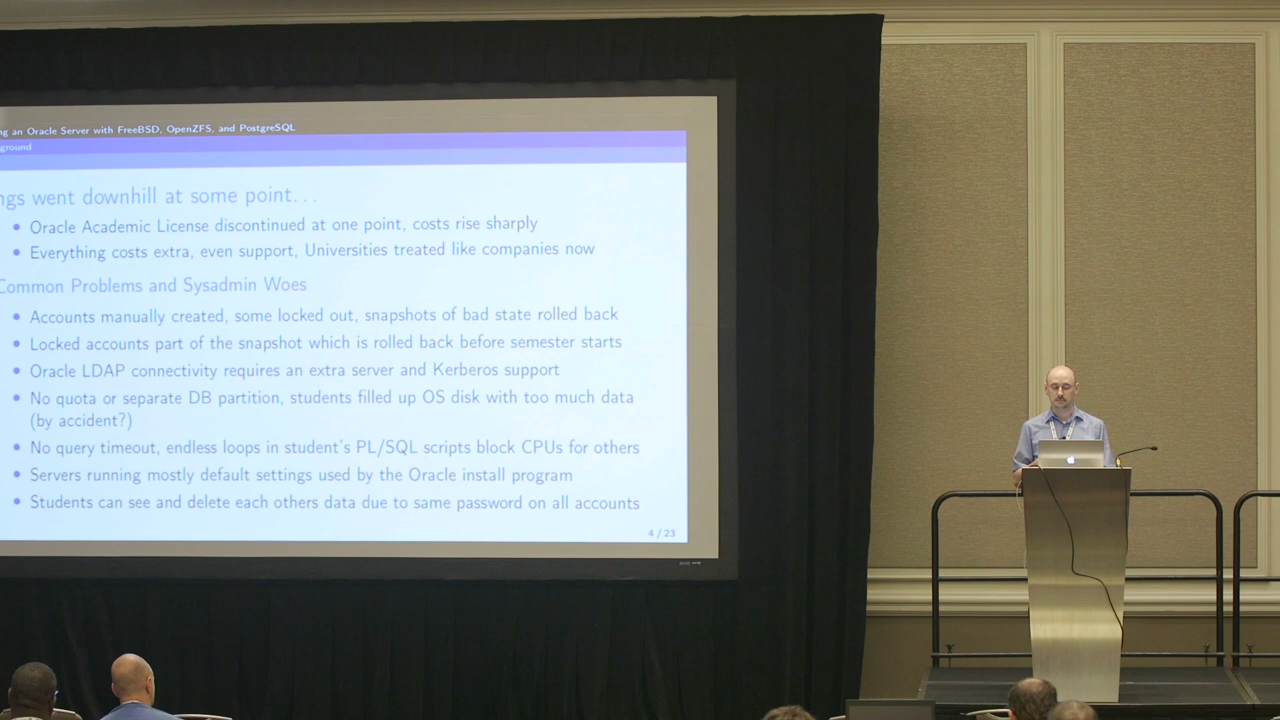 ng an Oracle Server with FreeBSD, OpenZFS, and PostgreSQL
ground
ngs went downhill at some point...
• Oracle Academic License discontinued at one point, costs rise sharply
• Everything costs extra, even support, Universities treated like companies now
Common Problems and Sysadmin Woes
• Accounts manually created, some locked out, snapshots of bad state rolled back
• Locked accounts part of the snapshot which is rolled back before semester starts
• Oracle LDAP connectivity requires an extra server and Kerberos support
• No quota or separate DB partition, students filled up OS disk with too much data
(by accident?)
• No query timeout, endless loops in student's PL/SQL scripts block CPUs for others
• Servers running mostly default settings used by the Oracle install program
• Students can see and delete each others data due to same password on all accounts
4 / 23